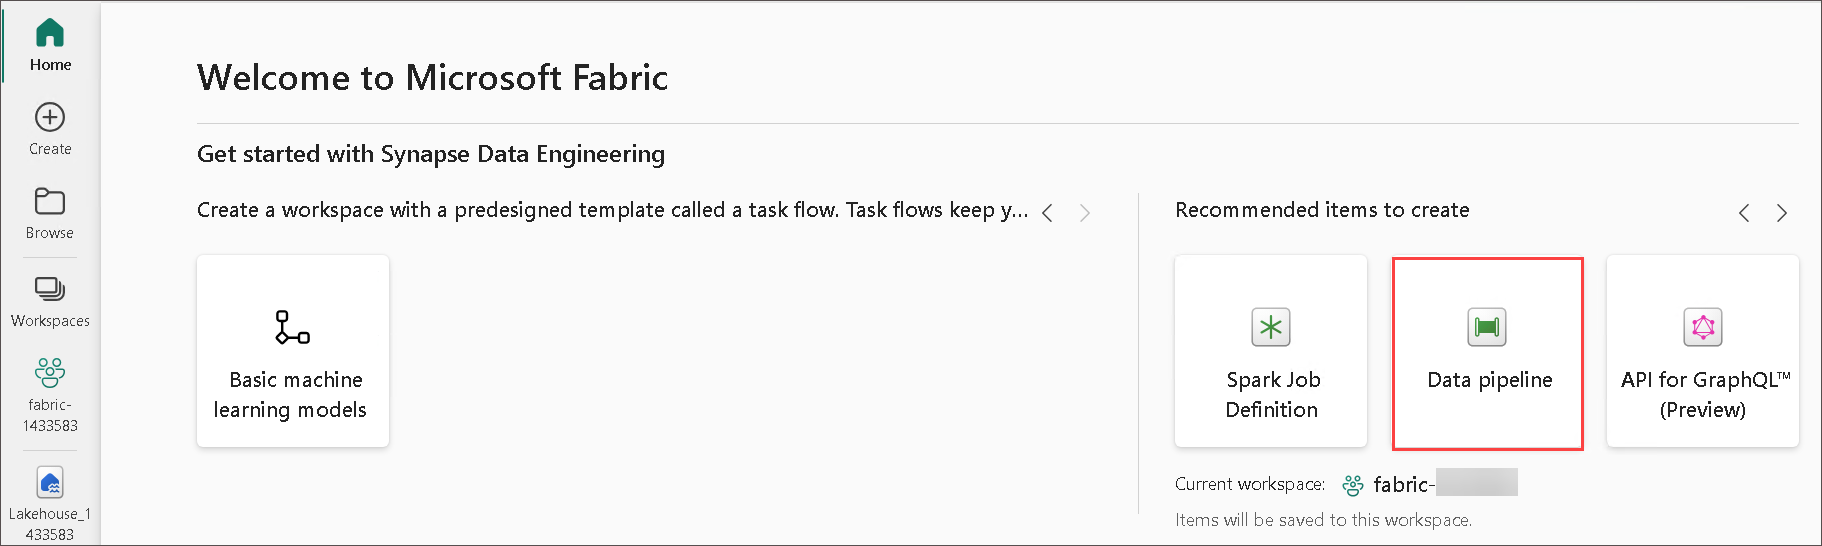 Home
Create
Browse
Workspaces
fabric-
1433583
Lakehouse_1
433583
Welcome to Microsoft Fabric
Get started with Synapse Data Engineering
Create a workspace with a predesigned template called a task flow. Task flows keep y...
Basic machine
learning models
Recommended items to create
Spark Job
Definition
Data pipeline
API for GraphQL™
(Preview)
Current workspace: fabric-
Items will be saved to this workspace.